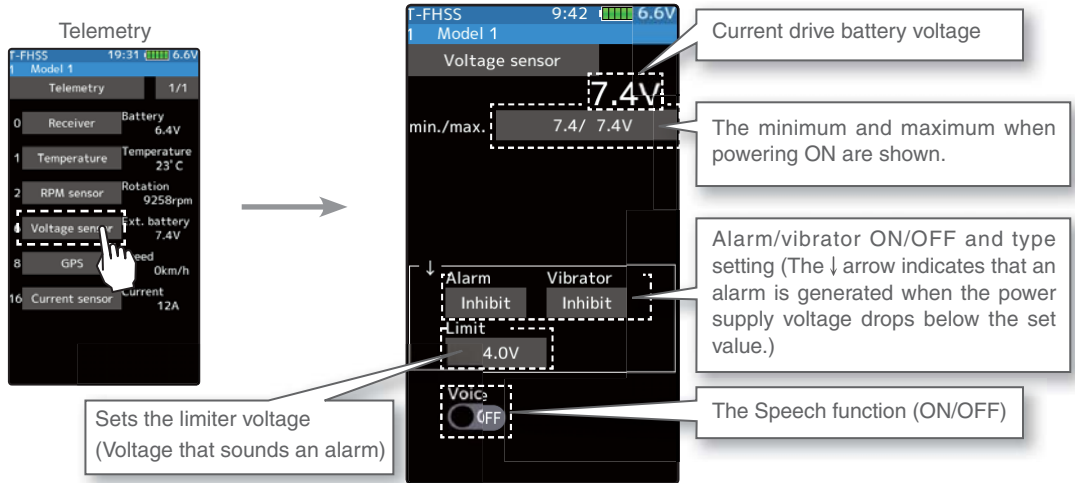 Telemetry
T-FHSS 19:31 6.6V
1 Model 1
Telemetry 1/1
0 Receiver Battery 6.4V
1 Temperature Temperature 23°C
2 RPM sensor Rotation 9258rpm
6 Voltage sensor Ext. battery 7.4V
8 GPS Speed 0km/h
16 Current sensor Current 12A
T-FHSS 9:42 6.6V
1 Model 1
Voltage sensor
7.4V
min./max. 7.4/ 7.4V
↓
Alarm Vibrator
Inhibit Inhibit
Limit
4.0V
Voice
OFF
Current drive battery voltage
The minimum and maximum when
powering ON are shown.
Alarm/vibrator ON/OFF and type
setting (The ↓ arrow indicates that an
alarm is generated when the power
supply voltage drops below the set
value.)
The Speech function (ON/OFF)
Sets the limiter voltage
(Voltage that sounds an alarm)